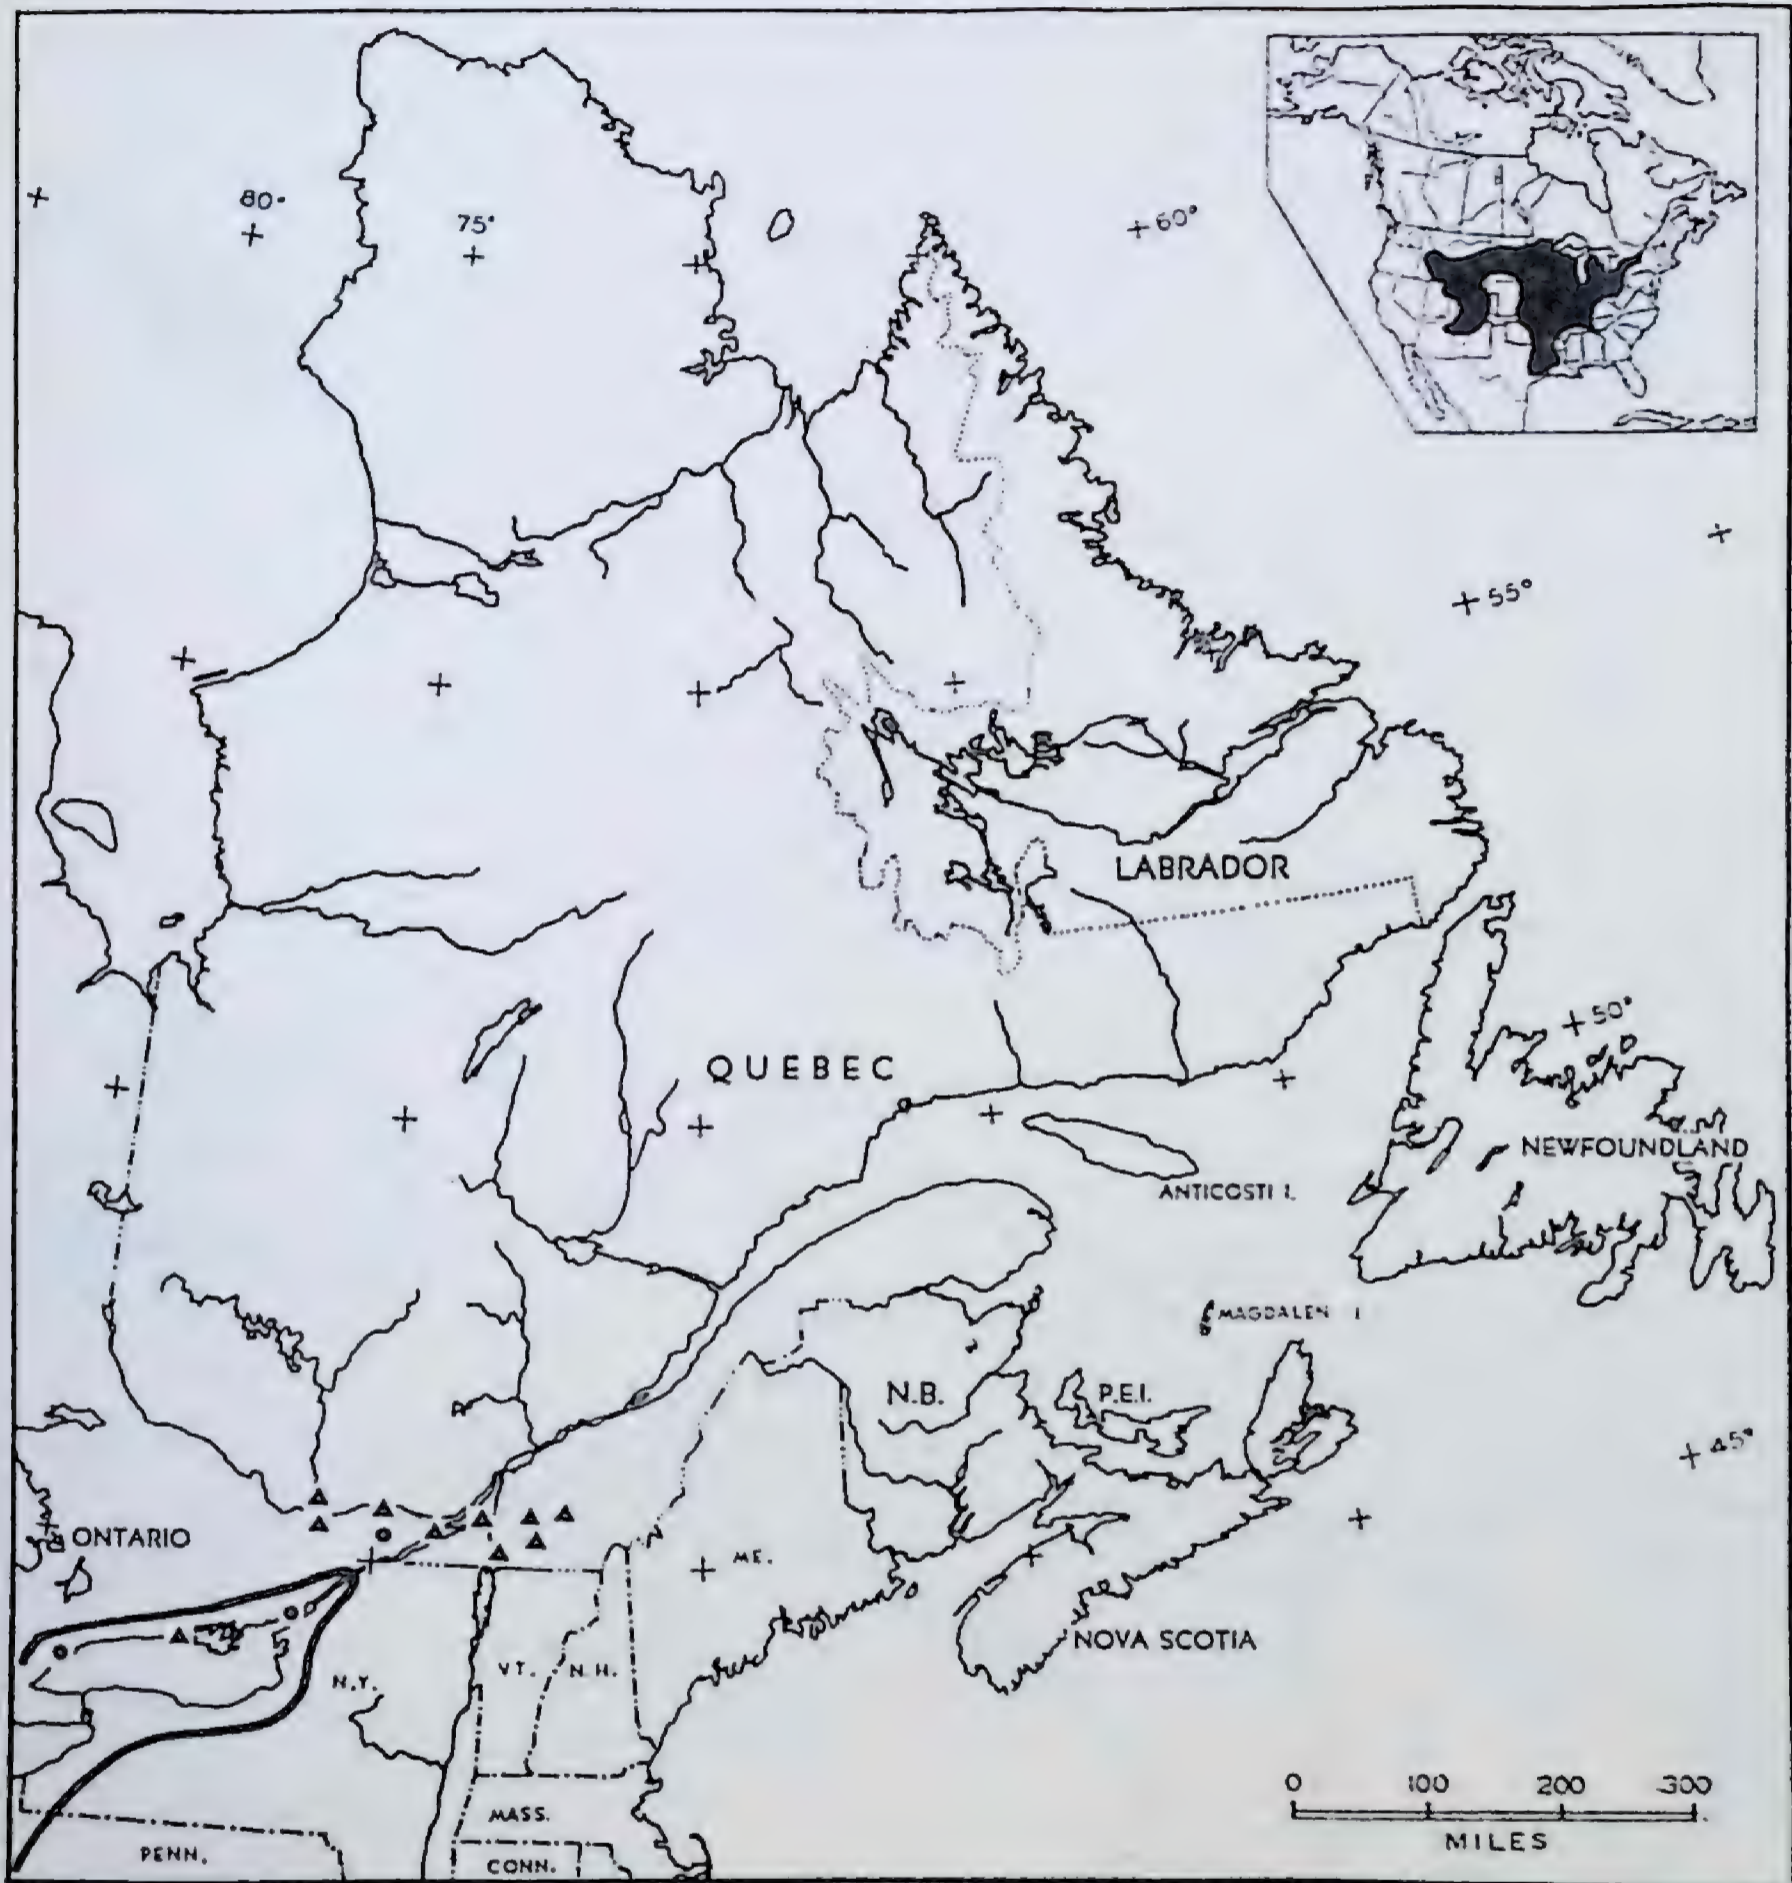 80°
75°
60°
55°
LABRADOR
50°
QUEBEC
NEWFOUNDLAND
ANTICOSTI I.
MAGDALEN I
N.B.
P.E.I.
45°
ONTARIO
ME.
NOVA SCOTIA
N.Y.
VT.
N.H.
0 100 200 300
MILES
MASS.
PENN.
CONN.